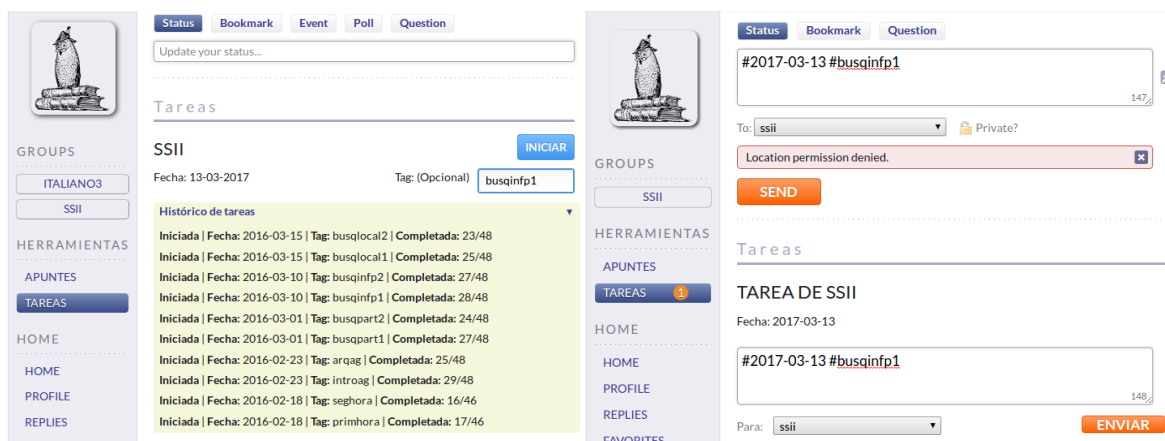 Status Bookmark Event Poll Question
Update your status...
Tareas
GROUPS
ITALIANO3
SSII
HERRAMIENTAS
APUNTES
TAREAS
HOME
HOME
PROFILE
REPLIES
SSII
INICIAR
Fecha: 13-03-2017 Tag: (Opcional) busqinfp1
Histórico de tareas
Iniciada | Fecha: 2016-03-15 | Tag: busqlocal2 | Completada: 23/48
Iniciada | Fecha: 2016-03-15 | Tag: busqlocal1 | Completada: 25/48
Iniciada | Fecha: 2016-03-10 | Tag: busqinfp2 | Completada: 27/48
Iniciada | Fecha: 2016-03-10 | Tag: busqinfp1 | Completada: 28/48
Iniciada | Fecha: 2016-03-01 | Tag: busqpart2 | Completada: 24/48
Iniciada | Fecha: 2016-03-01 | Tag: busqpart1 | Completada: 27/48
Iniciada | Fecha: 2016-02-23 | Tag: arqag | Completada: 25/48
Iniciada | Fecha: 2016-02-23 | Tag: introag | Completada: 29/48
Iniciada | Fecha: 2016-02-18 | Tag: seghora | Completada: 16/46
Iniciada | Fecha: 2016-02-18 | Tag: primhora | Completada: 17/46
GROUPS
SSII
HERRAMIENTAS
APUNTES
TAREAS 1
HOME
HOME
PROFILE
REPLIES
FAVORITES
Status Bookmark Question
#2017-03-13 #busqinfp1
147
To: ssii Private?
Location permission denied.
SEND
Tareas
TAREA DE SSII
Fecha: 2017-03-13
#2017-03-13 #busqinfp1
148
Para: ssii ENVIAR